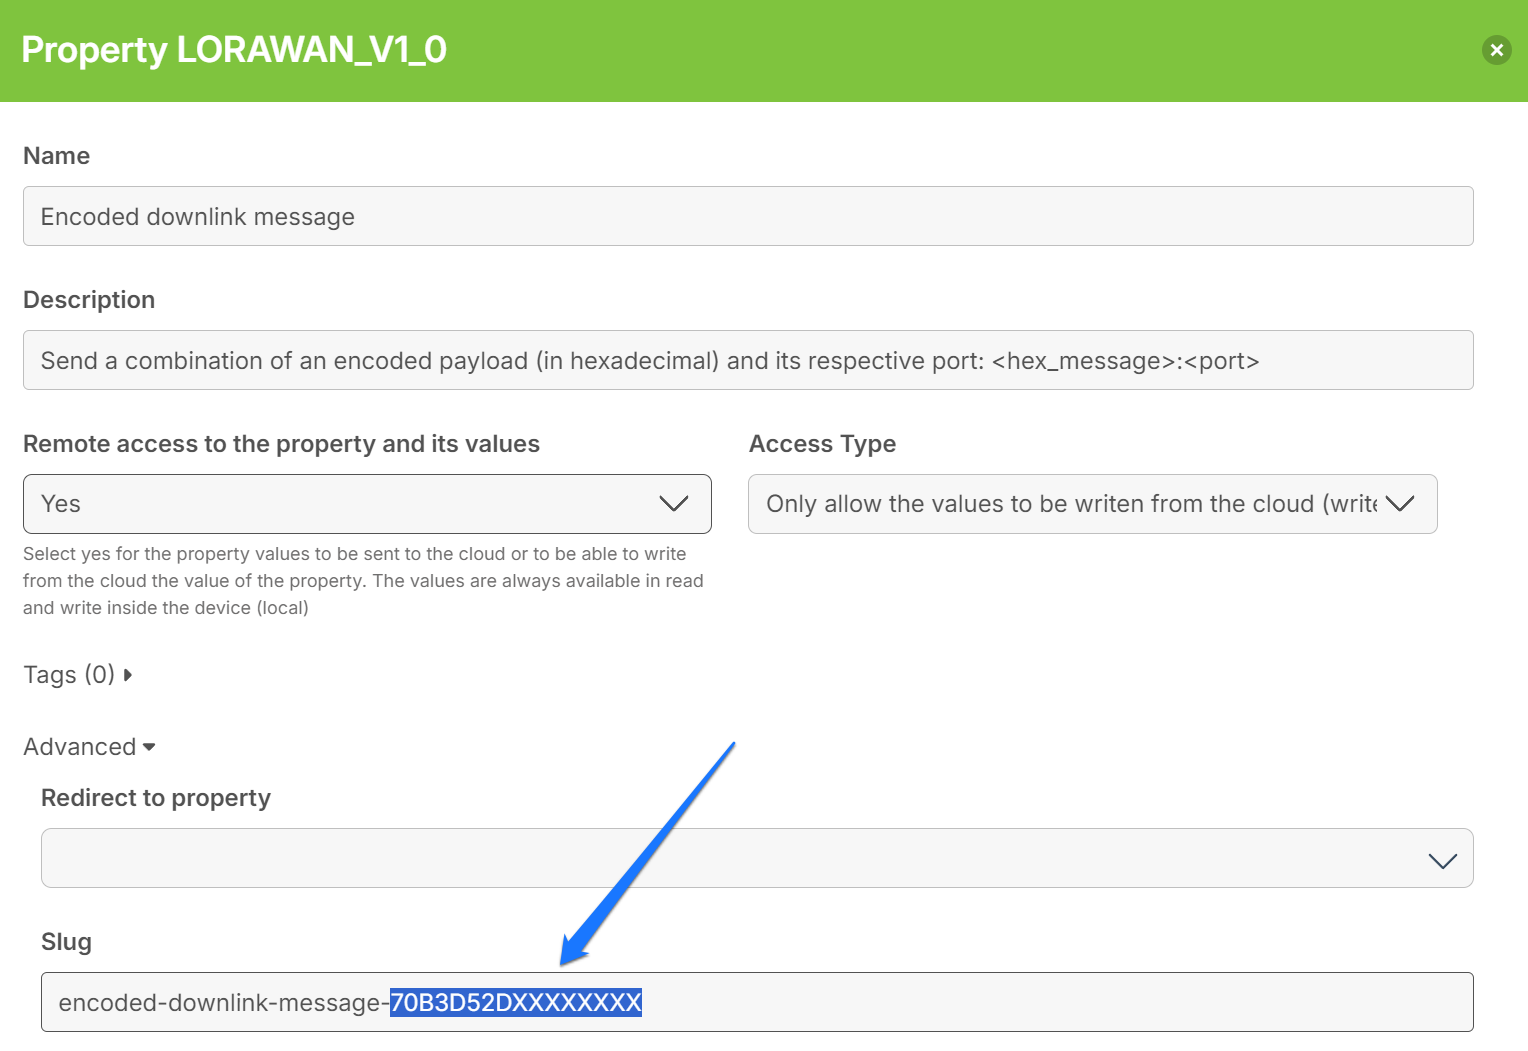 Property LORAWAN_V1_0
Name
Encoded downlink message
Description
Send a combination of an encoded payload (in hexadecimal) and its respective port: <hex_message>:<port>
Remote access to the property and its values
Access Type
Yes
Only allow the values to be writen from the cloud (write
Select yes for the property values to be sent to the cloud or to be able to write
from the cloud the value of the property. The values are always available in read
and write inside the device (local)
Tags (0)
Advanced
Redirect to property
Slug
encoded-downlink-message-70B3D52DXXXXXXXX